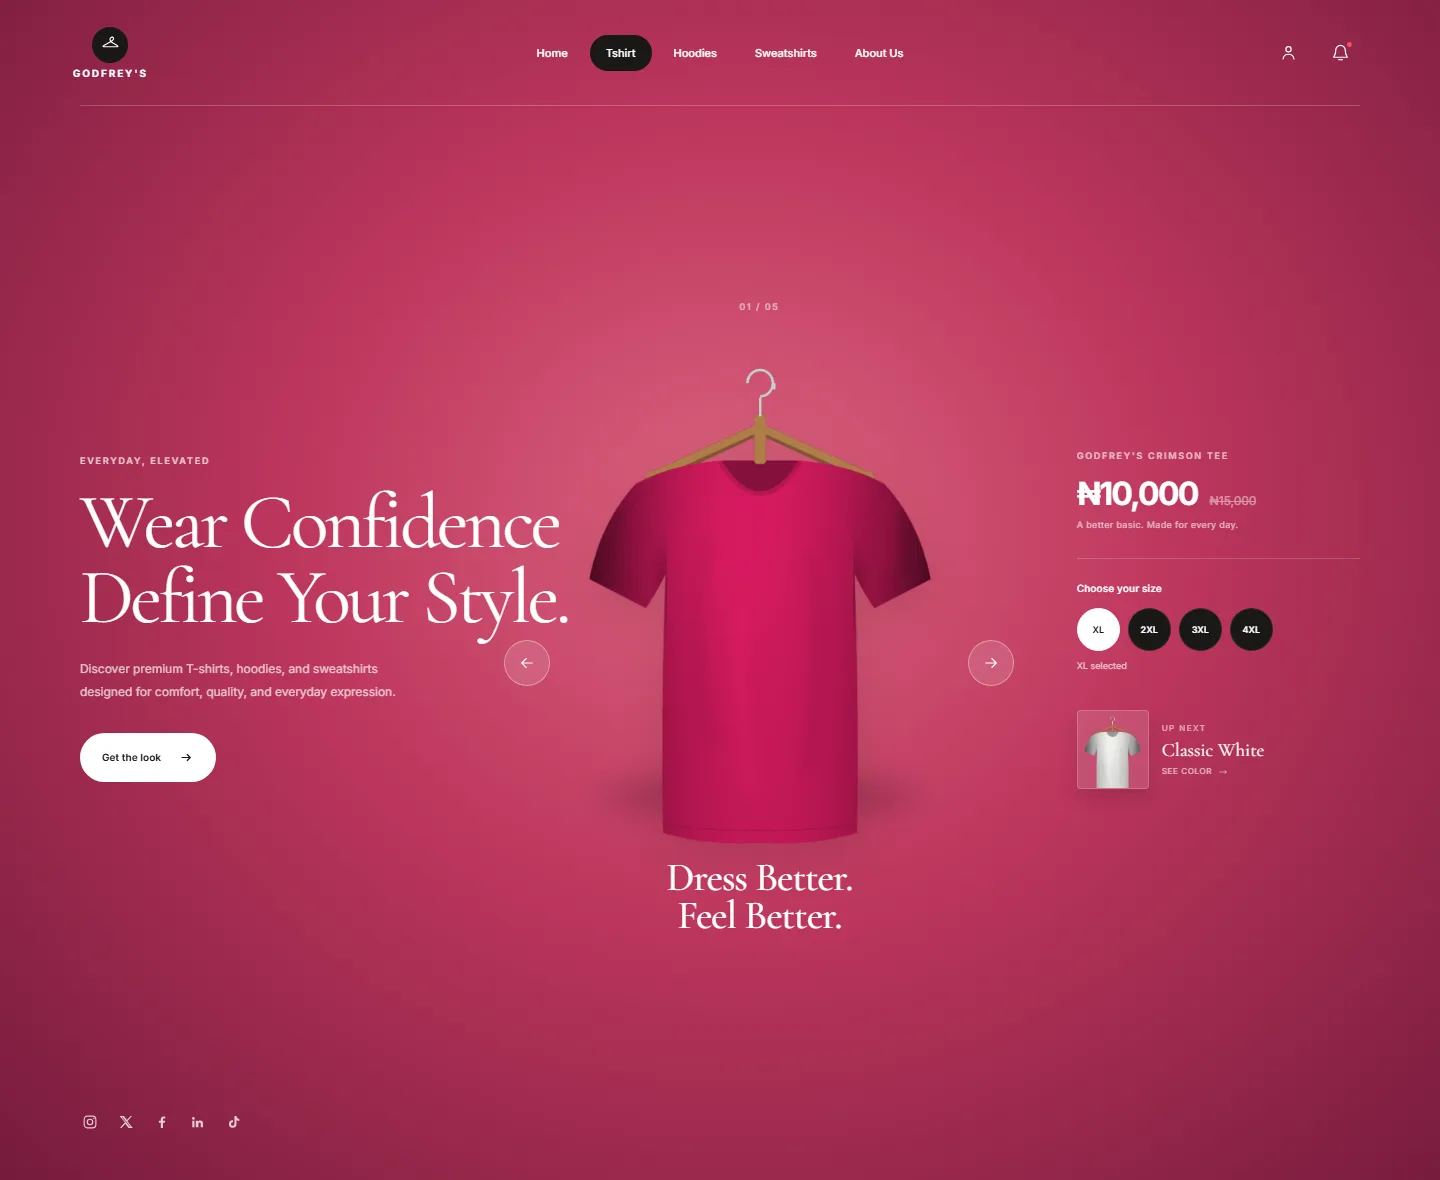 GODFREY'S
Home
Tshirt
Hoodies
Sweatshirts
About Us
01 / 05
EVERYDAY, ELEVATED
Wear Confidence
Define Your Style.
Discover premium T-shirts, hoodies, and sweatshirts
designed for comfort, quality, and everyday expression.
Get the look
Dress Better.
Feel Better.
GODFREY'S CRIMSON TEE
₦10,000 ₦15,000
A better basic. Made for every day.
Choose your size
XL 2XL 3XL 4XL
XL selected
UP NEXT
Classic White
SEE COLOR →